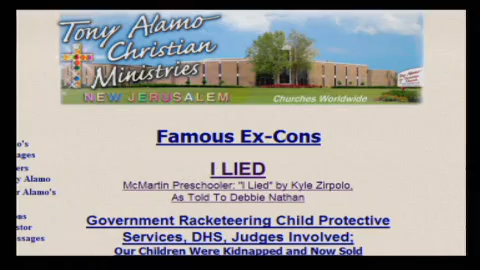 Tony Alamo
Christian
Ministries
NEW JERUSALEM
Churches Worldwide
Famous Ex-Cons
I LIED
McMartin Preschooler: "I Lied" by Kyle Zirpolo,
As Told To Debbie Nathan
Government Racketeering Child Protective
Services, DHS, Judges Involved;
Our Children Were Kidnapped and Now Sold